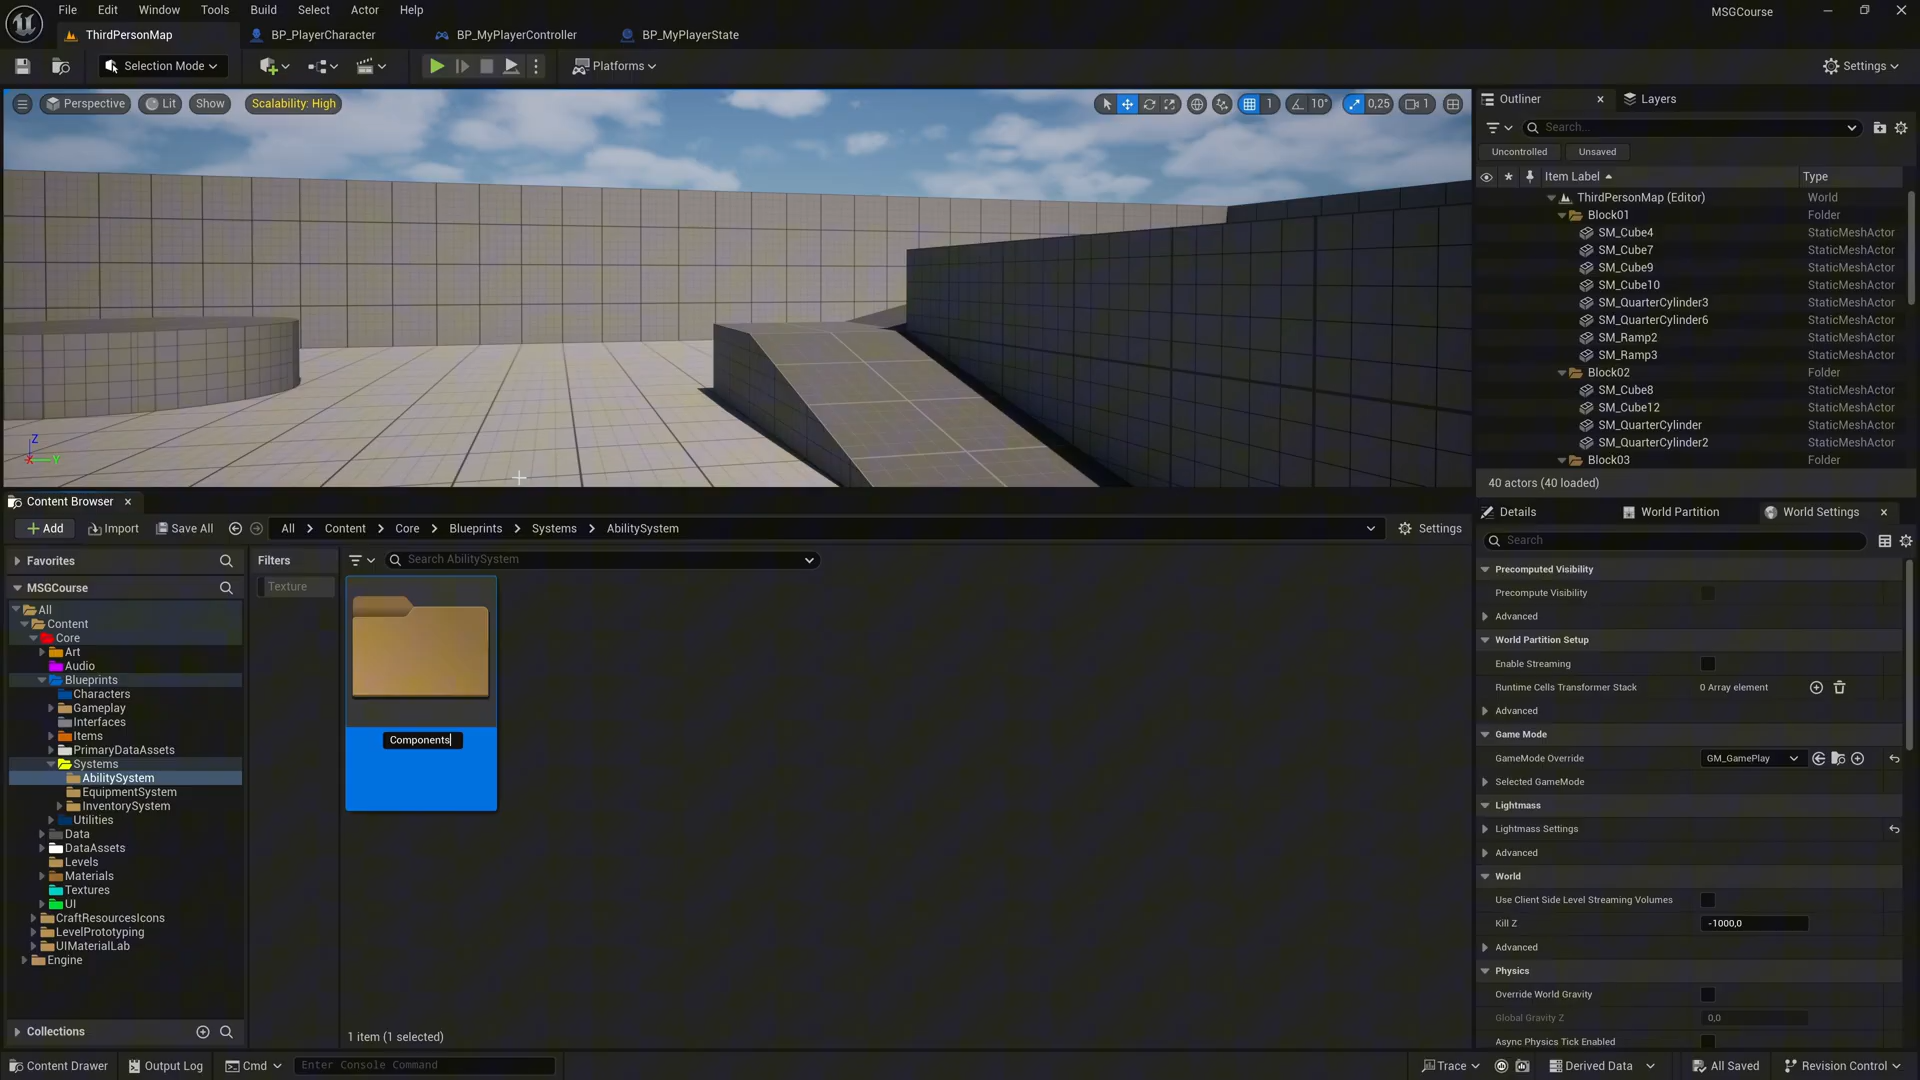 File Edit Window Tools Build Select Actor Help
MSGCourse
ThirdPersonMap
BP_PlayerCharacter
BP_MyPlayerController
BP_MyPlayerState
Selection Mode
Platforms
Settings
Perspective
Lit
Show
Scalability: High
1
10°
0,25
1
Z
X
Y
Outliner
Layers
Search...
Uncontrolled
Unsaved
Item Label
Type
ThirdPersonMap (Editor) World
Block01 Folder
SM_Cube4 StaticMeshActor
SM_Cube7 StaticMeshActor
SM_Cube9 StaticMeshActor
SM_Cube10 StaticMeshActor
SM_QuarterCylinder3 StaticMeshActor
SM_QuarterCylinder6 StaticMeshActor
SM_Ramp2 StaticMeshActor
SM_Ramp3 StaticMeshActor
Block02 Folder
SM_Cube8 StaticMeshActor
SM_Cube12 StaticMeshActor
SM_QuarterCylinder StaticMeshActor
SM_QuarterCylinder2 StaticMeshActor
Block03 Folder
40 actors (40 loaded)
Content Browser
Add
Import
Save All
All > Content > Core > Blueprints > Systems > AbilitySystem
Settings
Favorites
MSGCourse
All
Content
Core
Art
Audio
Blueprints
Characters
Gameplay
Interfaces
Items
PrimaryDataAssets
Systems
AbilitySystem
EquipmentSystem
InventorySystem
Utilities
Data
DataAssets
Levels
Materials
Textures
UI
CraftResourcesIcons
LevelPrototyping
UIMaterialLab
Engine
Collections
Filters
Texture
Search AbilitySystem
Components
1 item (1 selected)
Details
World Partition
World Settings
Search
Precomputed Visibility
Precompute Visibility
Advanced
World Partition Setup
Enable Streaming
Runtime Cells Transformer Stack 0 Array element
Advanced
Game Mode
GameMode Override GM_GamePlay
Selected GameMode
Lightmass
Lightmass Settings
Advanced
World
Use Client Side Level Streaming Volumes
Kill Z -1000,0
Advanced
Physics
Override World Gravity
Global Gravity Z 0,0
Async Physics Tick Enabled
Content Drawer
Output Log
Cmd
Enter Console Command
Trace
Derived Data
All Saved
Revision Control